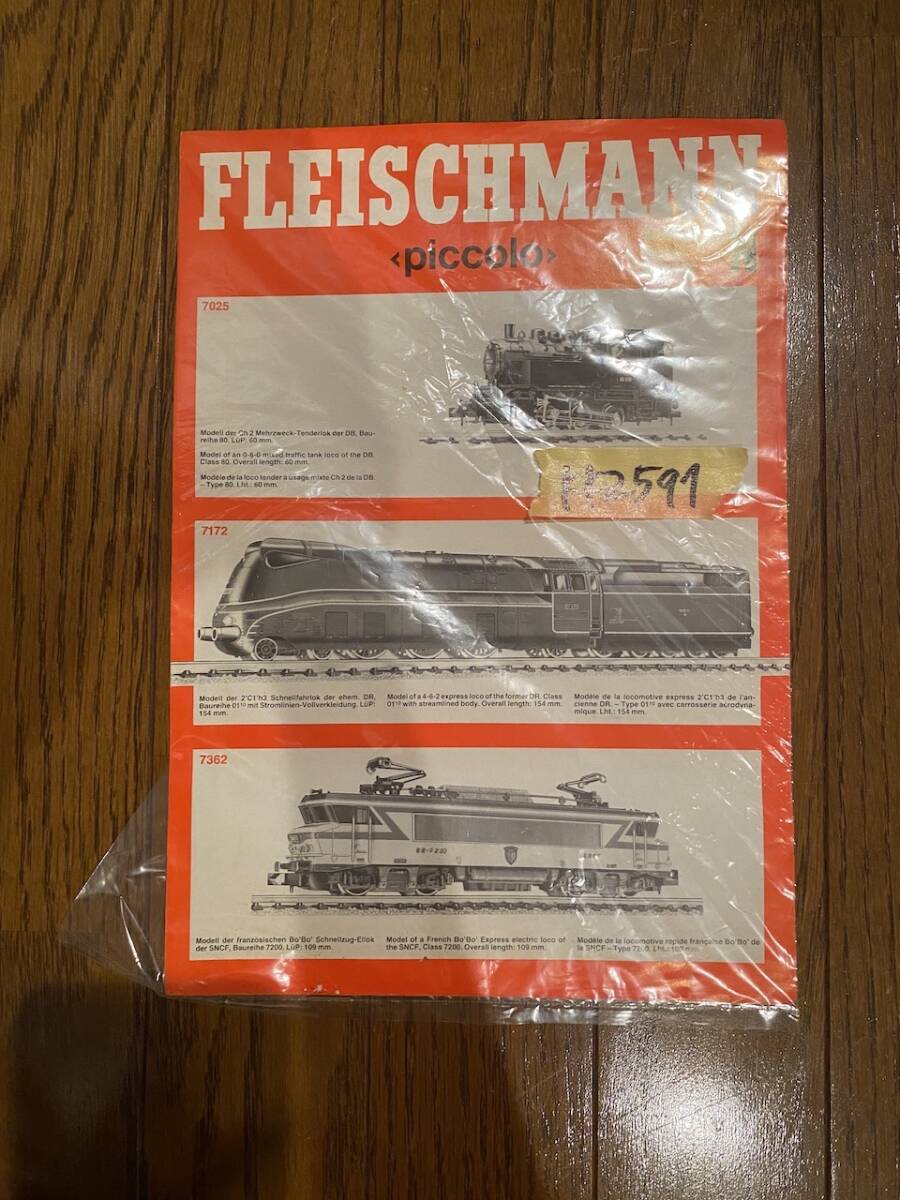 FLEISCHMANN
‹piccolo›
7025
Modell der Ch 2 Mehrzweck-Tenderlok der DB, Bau-
reihe 80. LüP: 60 mm.
Model of an 0-6-0 mixed traffic tank loco of the DB.
Class 80. Overall length: 60 mm.
Modèle de la loco tender à usage mixte Ch 2 de la DB.
– Type 80. Lht.: 60 mm.
H2591
7172
Modell der 2'C1'h3 Schnellfahrlok der ehem. DR,
Baureihe 01¹⁰ mit Stromlinien-Vollverkleidung. LüP:
154 mm.
Model of a 4-6-2 express loco of the former DR. Class
01¹⁰ with streamlined body. Overall length: 154 mm.
Modèle de la locomotive express 2'C1'h3 de l'an-
cienne DR. – Type 01¹⁰ avec carrosserie aérodyna-
mique. Lht.: 154 mm.
7362
Modell der französischen Bo'Bo' Schnellzug-Ellok
der SNCF, Baureihe 7200. LüP: 109 mm.
Model of a French Bo'Bo' Express electric loco of
the SNCF, Class 7200. Overall length: 109 mm.
Modèle de la locomotive rapide française Bo'Bo' de
la SNCF – Type 7200. Lht.: 109 mm.